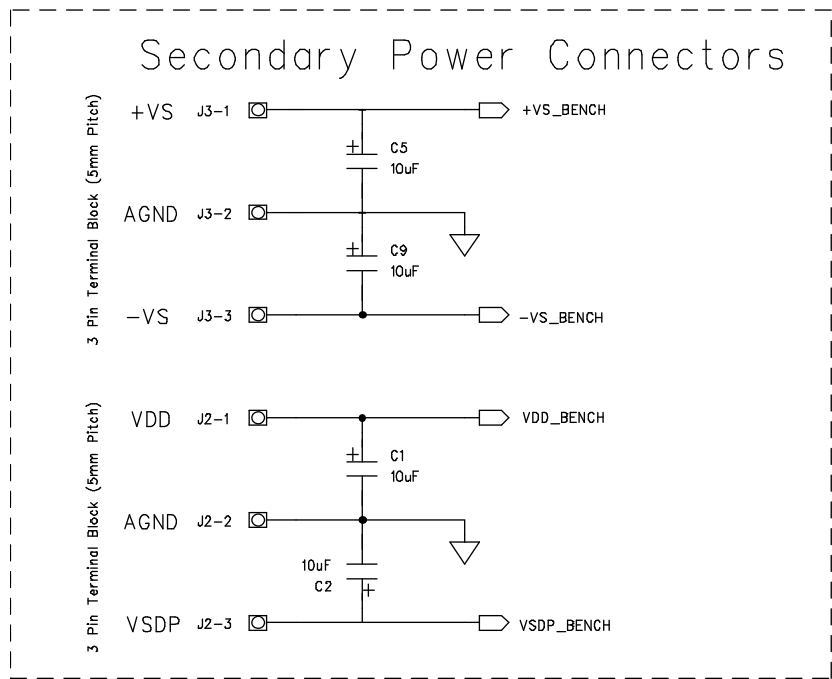 Secondary Power Connectors
3 Pin Terminal Block (5mm Pitch)
+VS J3-1 +VS_BENCH
+ C5
10uF
AGND J3-2
+ C9
10uF
-VS J3-3 -VS_BENCH
3 Pin Terminal Block (5mm Pitch)
VDD J2-1 VDD_BENCH
+ C1
10uF
AGND J2-2
10uF
C2 +
VSDP J2-3 VSDP_BENCH